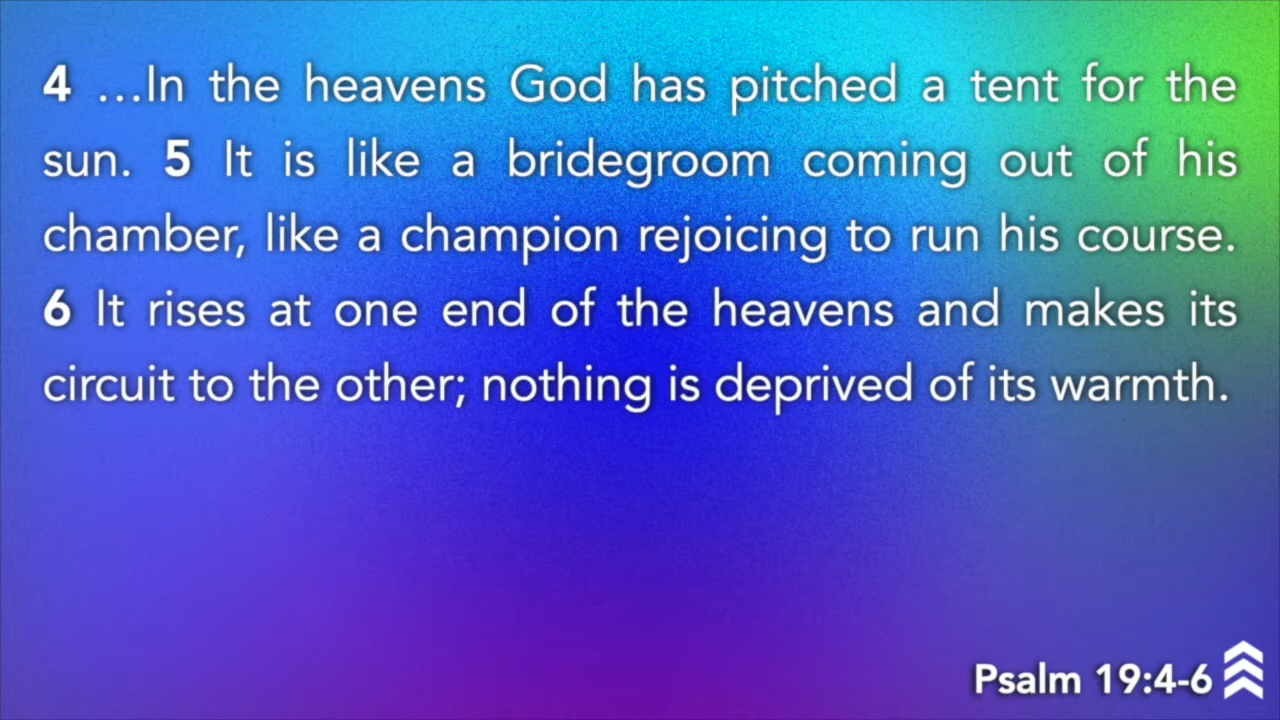 4 …In the heavens God has pitched a tent for the
sun. 5 It is like a bridegroom coming out of his
chamber, like a champion rejoicing to run his course.
6 It rises at one end of the heavens and makes its
circuit to the other; nothing is deprived of its warmth.
Psalm 19:4-6